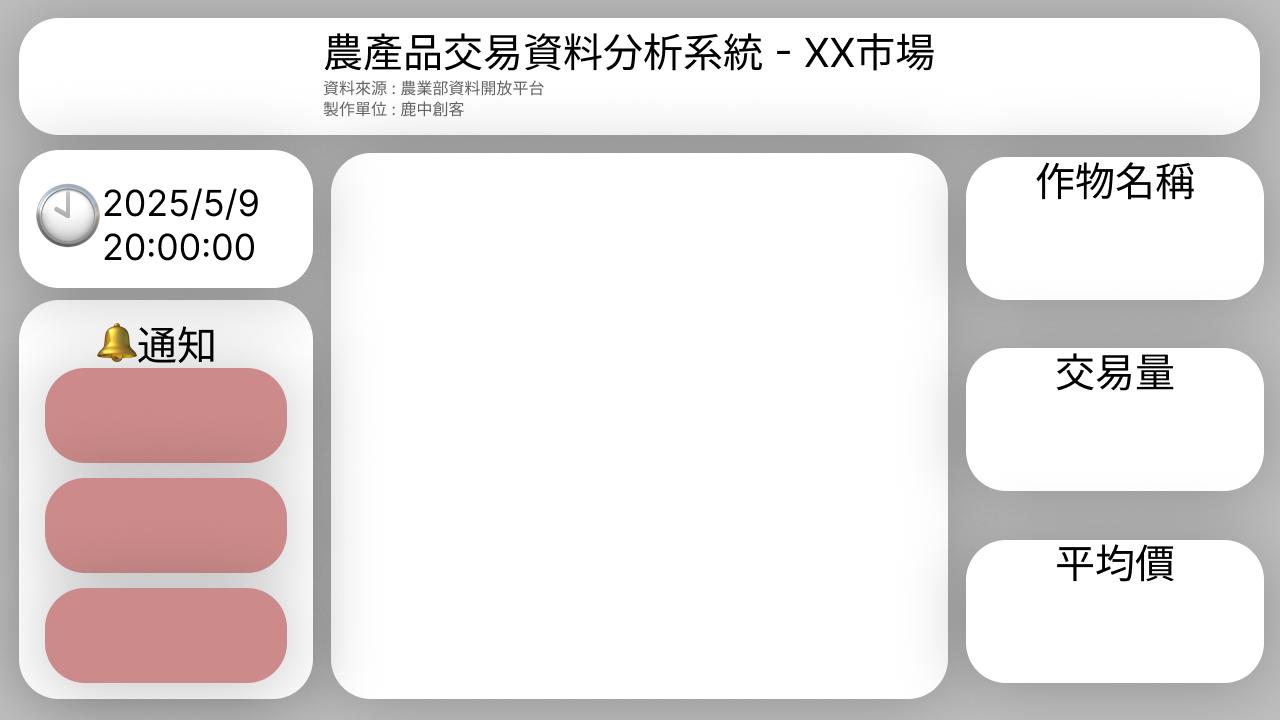 農產品交易資料分析系統 - XX市場
資料來源 : 農業部資料開放平台
製作單位 : 鹿中創客
2025/5/9
20:00:00
通知
作物名稱
交易量
平均價